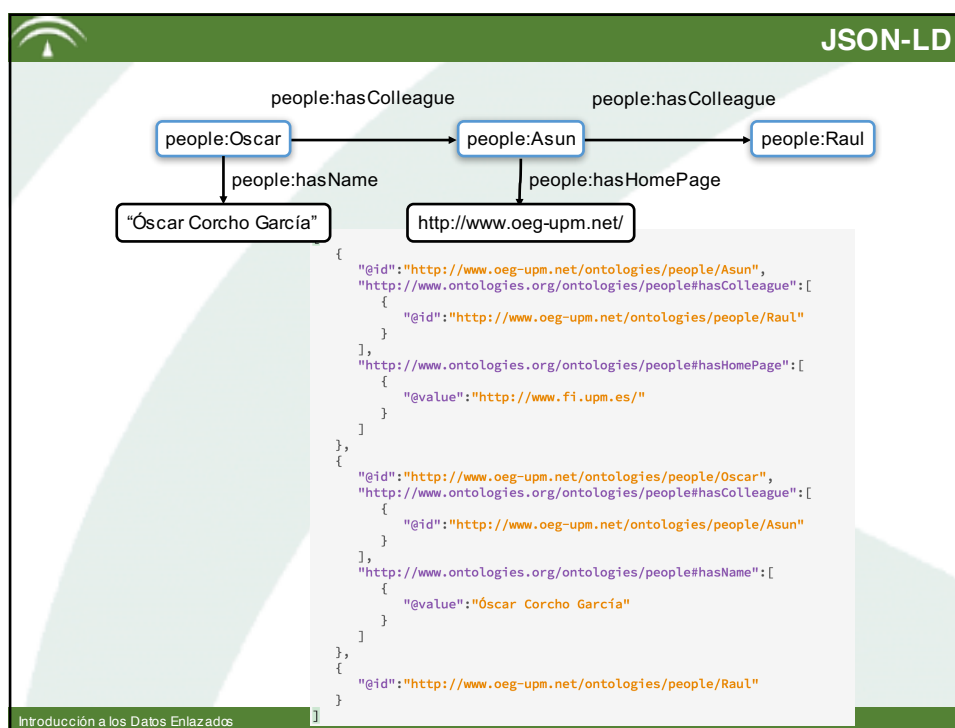 JSON-LD
people:hasColleague people:hasColleague
people:Oscar people:Asun people:Raul
people:hasName people:hasHomePage
“Óscar Corcho García” http://www.oeg-upm.net/
{
"@id":"http://www.oeg-upm.net/ontologies/people/Asun",
"http://www.ontologies.org/ontologies/people#hasColleague":[
{
"@id":"http://www.oeg-upm.net/ontologies/people/Raul"
}
],
"http://www.ontologies.org/ontologies/people#hasHomePage":[
{
"@value":"http://www.fi.upm.es/"
}
]
},
{
"@id":"http://www.oeg-upm.net/ontologies/people/Oscar",
"http://www.ontologies.org/ontologies/people#hasColleague":[
{
"@id":"http://www.oeg-upm.net/ontologies/people/Asun"
}
],
"http://www.ontologies.org/ontologies/people#hasName":[
{
"@value":"Óscar Corcho García"
}
]
},
{
"@id":"http://www.oeg-upm.net/ontologies/people/Raul"
}
]
Introducción a los Datos Enlazados